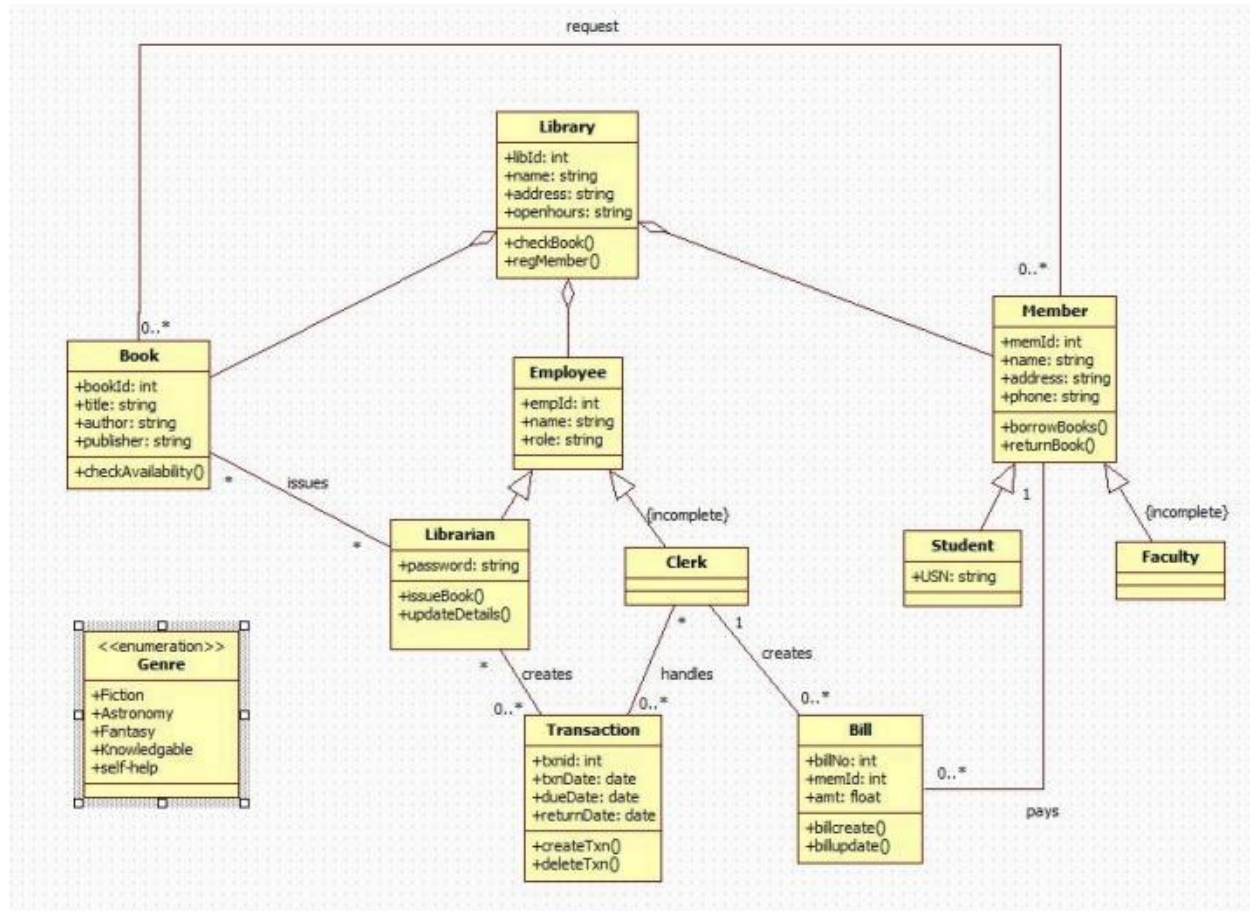 request
Library
+libId: int
+name: string
+address: string
+openhours: string
+checkBook()
+regMember()
0..*
0..*
Book
+bookId: int
+title: string
+author: string
+publisher: string
+checkAvailability()
Employee
+empId: int
+name: string
+role: string
Member
+memId: int
+name: string
+address: string
+phone: string
+borrowBooks()
+returnBook()
*
issues
*
{incomplete}
1
{incomplete}
Librarian
+password: string
+issueBook()
+updateDetails()
Clerk
Student
+USN: string
Faculty
<<enumeration>>
Genre
+Fiction
+Astronomy
+Fantasy
+Knowledgable
+self-help
*
creates
0..*
*
handles
0..*
1
creates
0..*
Transaction
+txnid: int
+txnDate: date
+dueDate: date
+returnDate: date
+createTxn()
+deleteTxn()
Bill
+billNo: int
+memId: int
+amt: float
+billcreate()
+billupdate()
0..*
pays